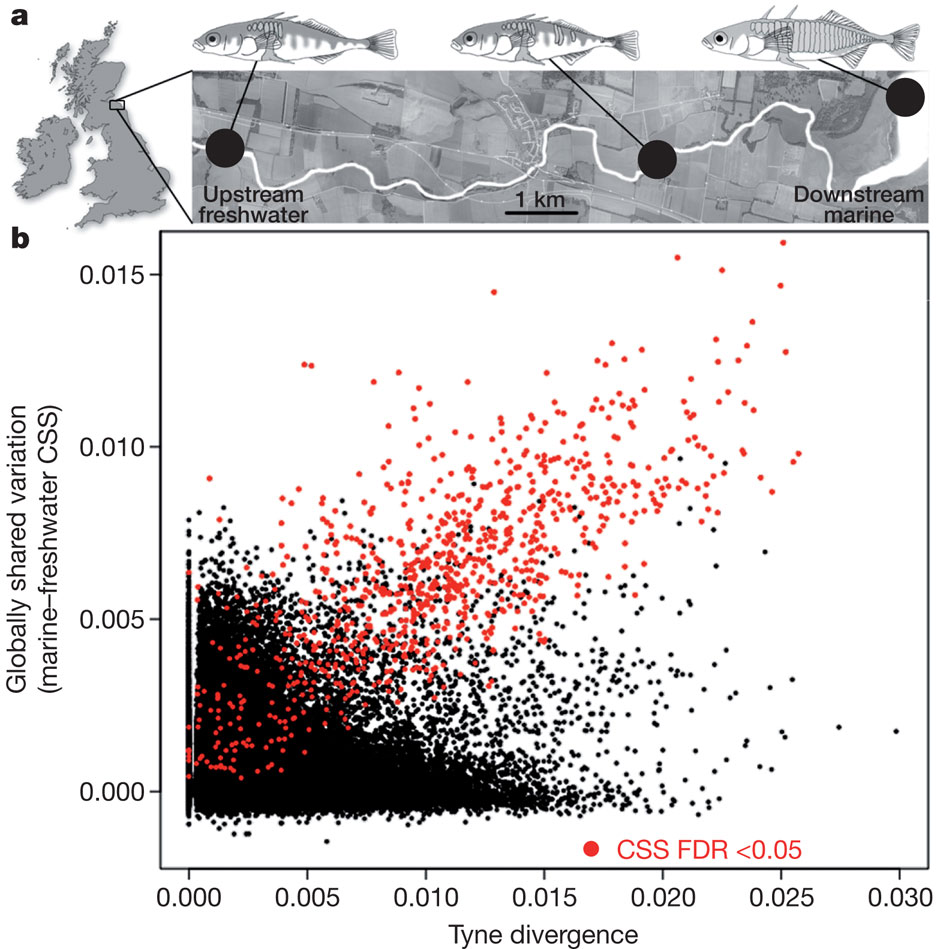 a
Upstream
freshwater
1 km
Downstream
marine
b
Globally shared variation
(marine–freshwater CSS)
0.015
0.010
0.005
0.000
CSS FDR <0.05
0.000 0.005 0.010 0.015 0.020 0.025 0.030
Tyne divergence